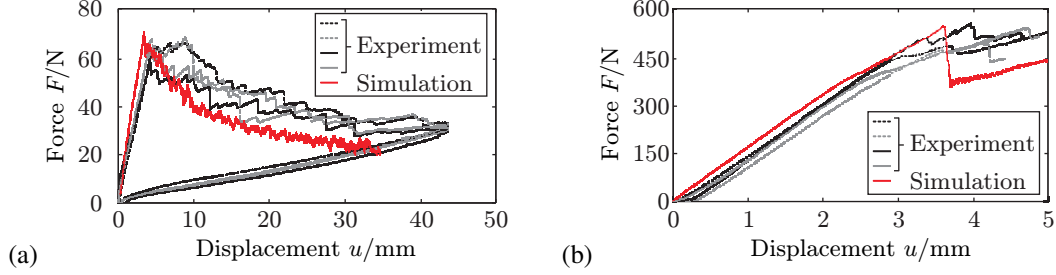 80
60
40
20
0
Force F/N
0 10 20 30 40 50
Displacement u/mm
Experiment
Simulation
(a)
600
450
300
150
0
Force F/N
0 1 2 3 4 5
Displacement u/mm
Experiment
Simulation
(b)